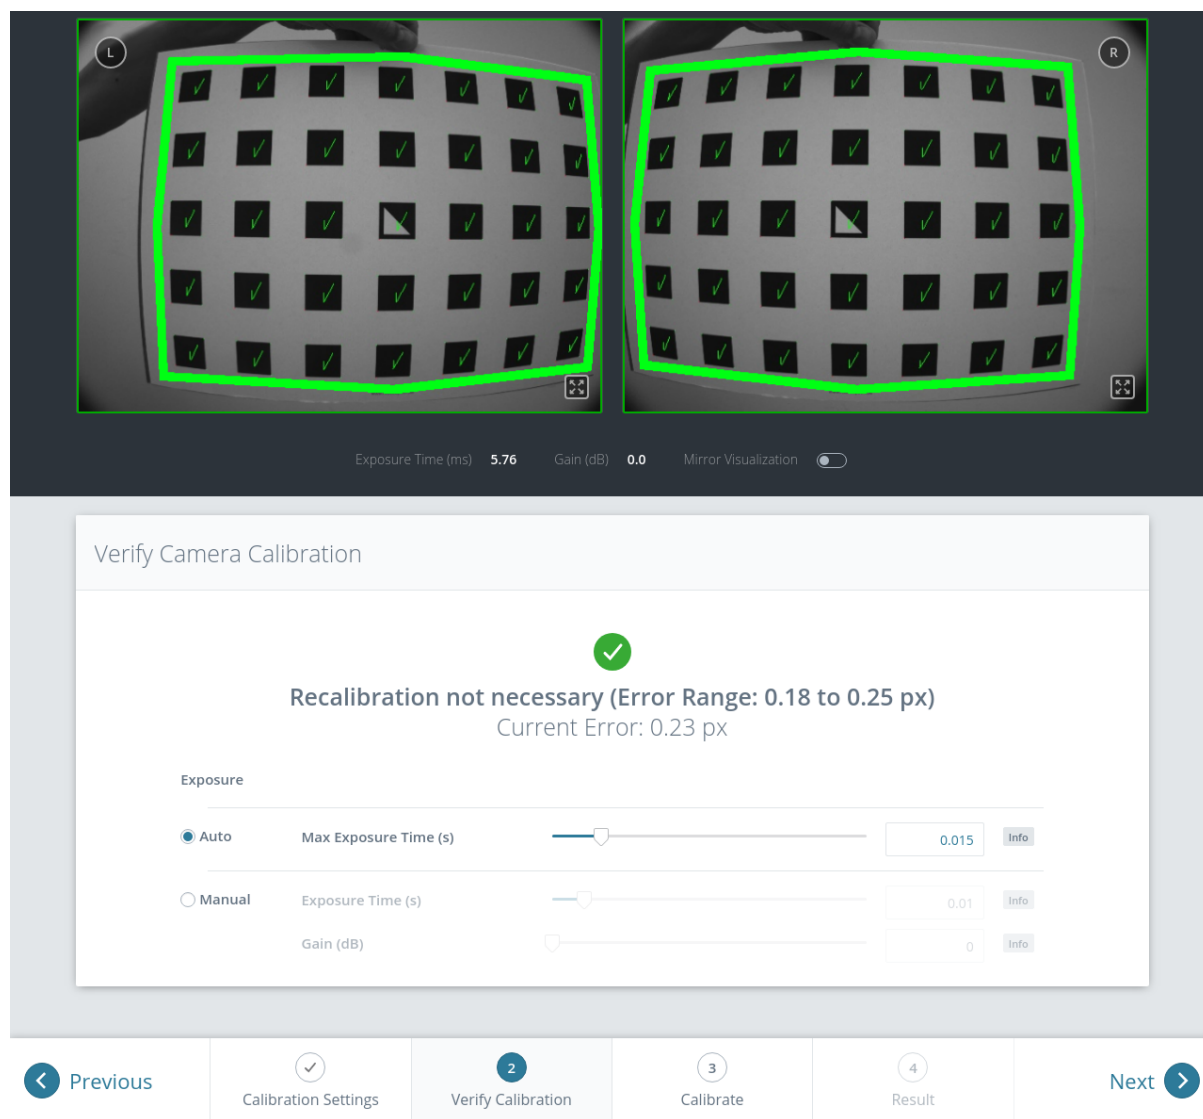 L
R
Exposure Time (ms) 5.76 Gain (dB) 0.0 Mirror Visualization
Verify Camera Calibration
Recalibration not necessary (Error Range: 0.18 to 0.25 px)
Current Error: 0.23 px
Exposure
Auto Max Exposure Time (s) 0.015 Info
Manual Exposure Time (s) 0.01 Info
Gain (dB) 0 Info
Previous
Calibration Settings
2
Verify Calibration
3
Calibrate
4
Result
Next